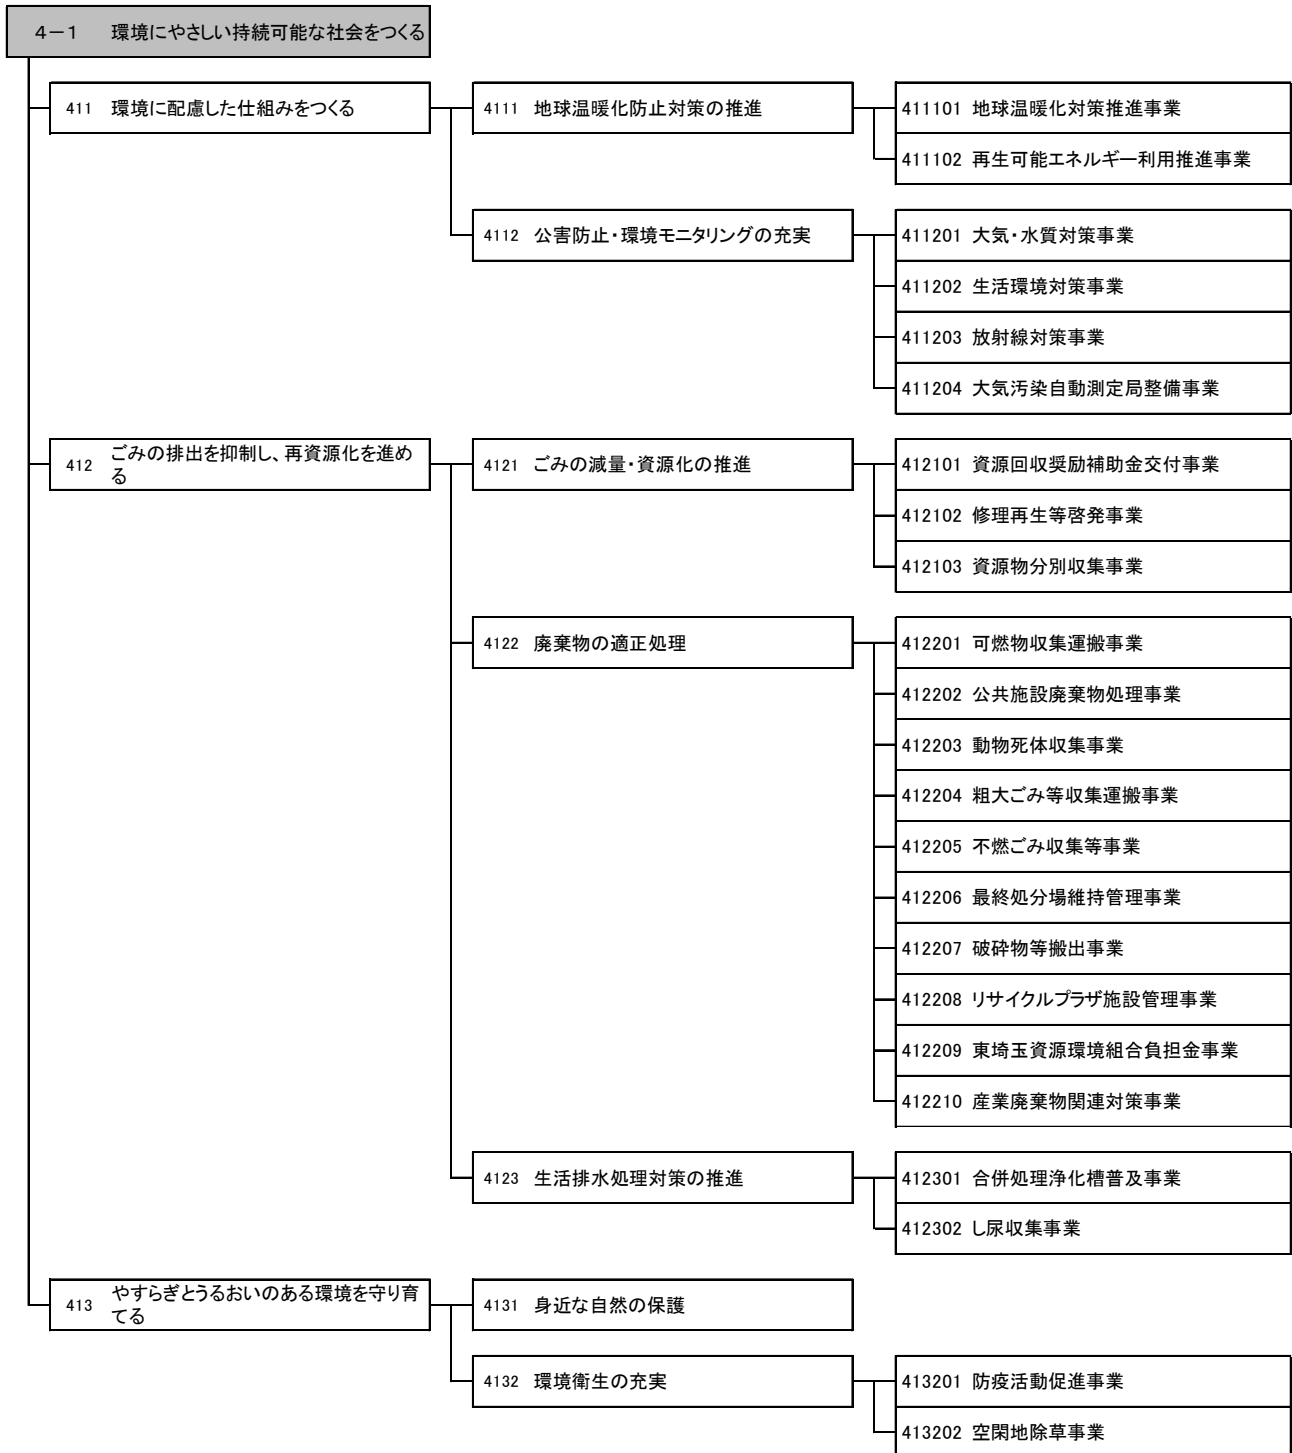 4－1 環境にやさしい持続可能な社会をつくる
411 環境に配慮した仕組みをつくる
4111 地球温暖化防止対策の推進
411101 地球温暖化対策推進事業
411102 再生可能エネルギー利用推進事業
4112 公害防止・環境モニタリングの充実
411201 大気・水質対策事業
411202 生活環境対策事業
411203 放射線対策事業
411204 大気汚染自動測定局整備事業
412 ごみの排出を抑制し、再資源化を進め
る
4121 ごみの減量・資源化の推進
412101 資源回収奨励補助金交付事業
412102 修理再生等啓発事業
412103 資源物分別収集事業
4122 廃棄物の適正処理
412201 可燃物収集運搬事業
412202 公共施設廃棄物処理事業
412203 動物死体収集事業
412204 粗大ごみ等収集運搬事業
412205 不燃ごみ収集等事業
412206 最終処分場維持管理事業
412207 破砕物等搬出事業
412208 リサイクルプラザ施設管理事業
412209 東埼玉資源環境組合負担金事業
412210 産業廃棄物関連対策事業
4123 生活排水処理対策の推進
412301 合併処理浄化槽普及事業
412302 し尿収集事業
413 やすらぎとうるおいのある環境を守り育
てる
4131 身近な自然の保護
4132 環境衛生の充実
413201 防疫活動促進事業
413202 空閑地除草事業